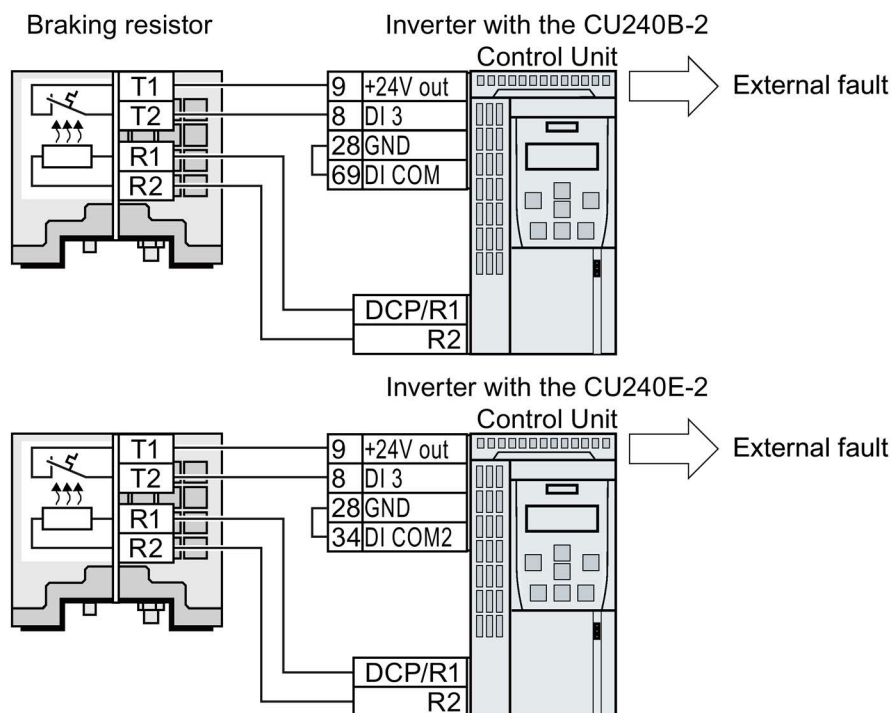 Braking resistor
Inverter with the CU240B-2
Control Unit
External fault
T1
T2
R1
R2
9 +24V out
8 DI 3
28 GND
69 DI COM
DCP/R1
R2
Inverter with the CU240E-2
Control Unit
External fault
T1
T2
R1
R2
9 +24V out
8 DI 3
28 GND
34 DI COM2
DCP/R1
R2